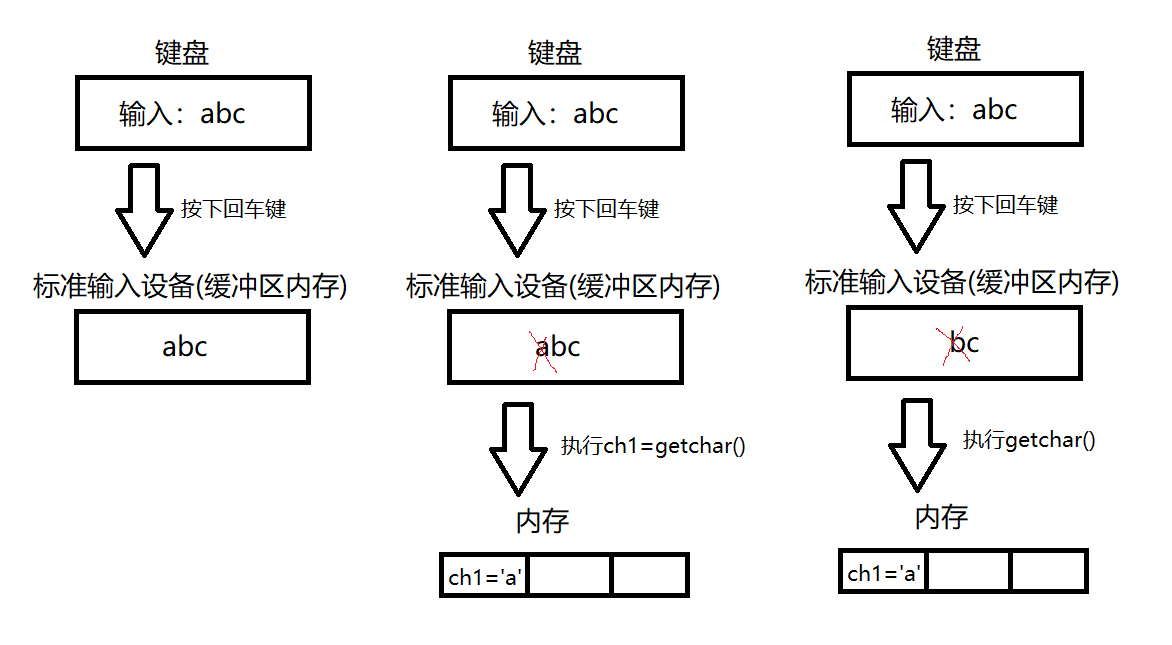 键盘
输入：abc
按下回车键
标准输入设备(缓冲区内存)
abc
键盘
输入：abc
按下回车键
标准输入设备(缓冲区内存)
abc
执行ch1=getchar()
内存
ch1='a'
键盘
输入：abc
按下回车键
标准输入设备(缓冲区内存)
bc
执行getchar()
内存
ch1='a'